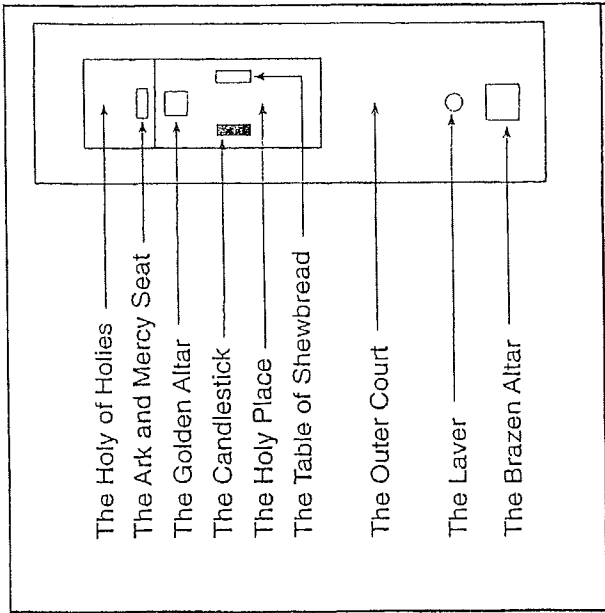 The Holy of Holies
The Ark and Mercy Seat
The Golden Altar
The Candlestick
The Holy Place
The Table of Shewbread
The Outer Court
The Laver
The Brazen Altar